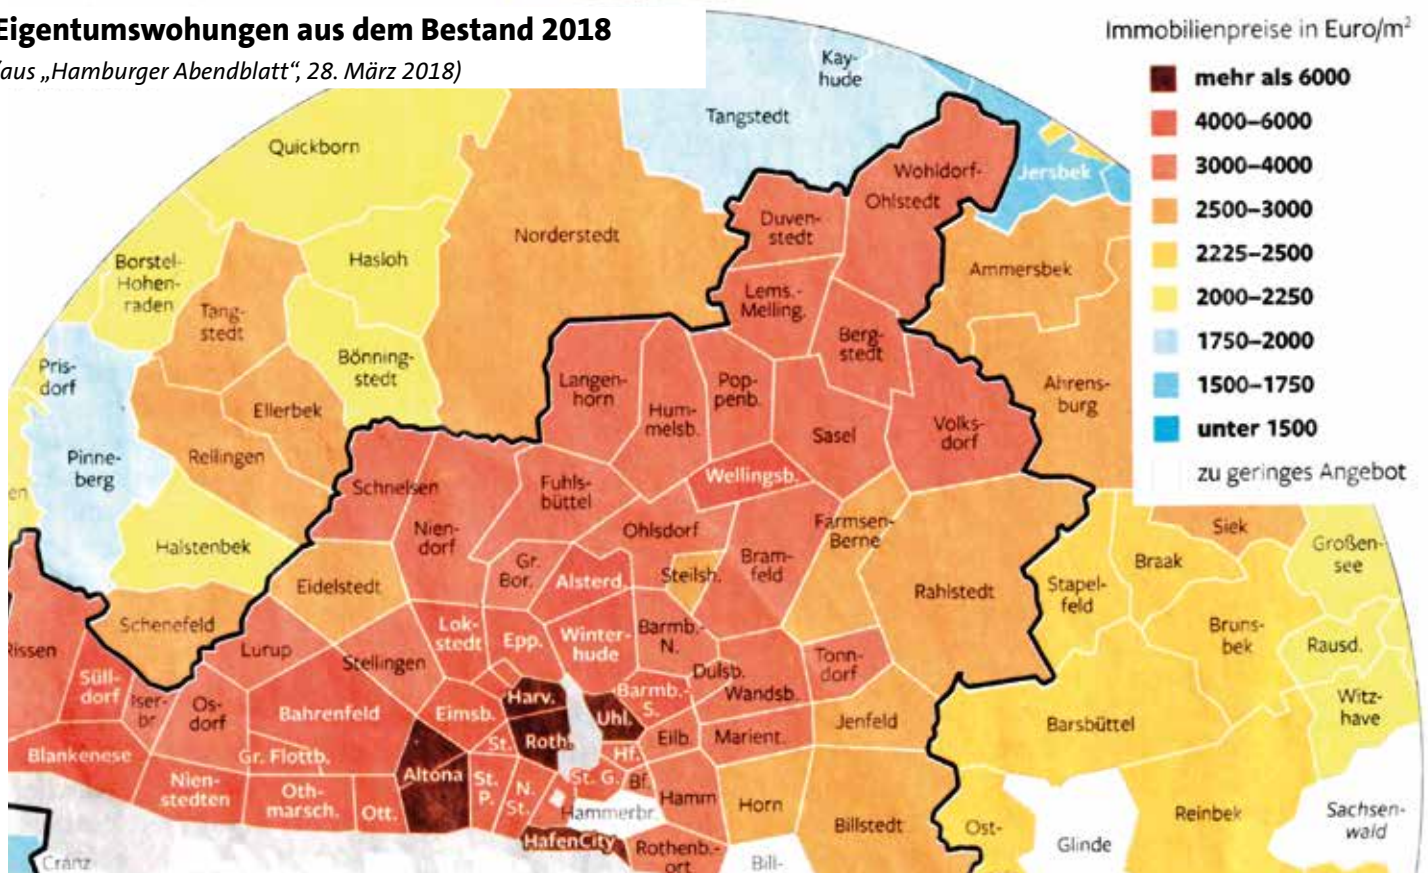 Eigentumswohungen aus dem Bestand 2018
(aus „Hamburger Abendblatt“, 28. März 2018)
Immobilienpreise in Euro/m²
mehr als 6000
4000–6000
3000–4000
2500–3000
2225–2500
2000–2250
1750–2000
1500–1750
unter 1500
zu geringes Angebot
Kay-
hude
Tangstedt
Quickborn
Wohldorf-
Ohlstedt
Jersbek
Duven-
stedt
Norderstedt
Hasloh
Borstel-
Hohen-
raden
Ammersbek
Tang-
stedt
Lems.-
Melling.
Berg-
stedt
Bönning-
stedt
Pris-
dorf
Langen-
horn
Pop-
penb.
Ahrens-
burg
Ellerbek
Hum-
melsb.
Sasel
Volks-
dorf
Rellingen
Pinne-
berg
Wellingsb.
Schnelsen
Fuhls-
büttel
en
Nien-
dorf
Ohlsdorf
Farmsen-
Berne
Siek
Großen-
see
Halstenbek
Gr.
Bor.
Alsterd.
Steilsh.
Bram-
feld
Braak
Eidelstedt
Rahlstedt
Stapel-
feld
Schenefeld
Lok-
stedt
Epp.
Winter-
hude
Barmb.-
N.
Bruns-
bek
Rausd.
Rissen
Lurup
Stellingen
Dulsb.
Tonn-
dorf
Süll-
dorf
Iser-
br.
Os-
dorf
Harv.
Barmb.-
S.
Wandsb.
Witz-
have
Bahrenfeld
Eimsb.
Uhl.
Jenfeld
Barsbüttel
St.
Roth.
Eilb.
Marient.
Blankenese
Gr. Flottb.
Hf.
Altona
St.
P.
N.
St.
St. G.
Bf.
Nien-
stedten
Oth-
marsch.
Ott.
Hamm
Horn
Hammerbr.
Billstedt
Ost-
Reinbek
Sachsen-
wald
HafenCity
Rothenb.-
ort
Glinde
Cranz
Bill-